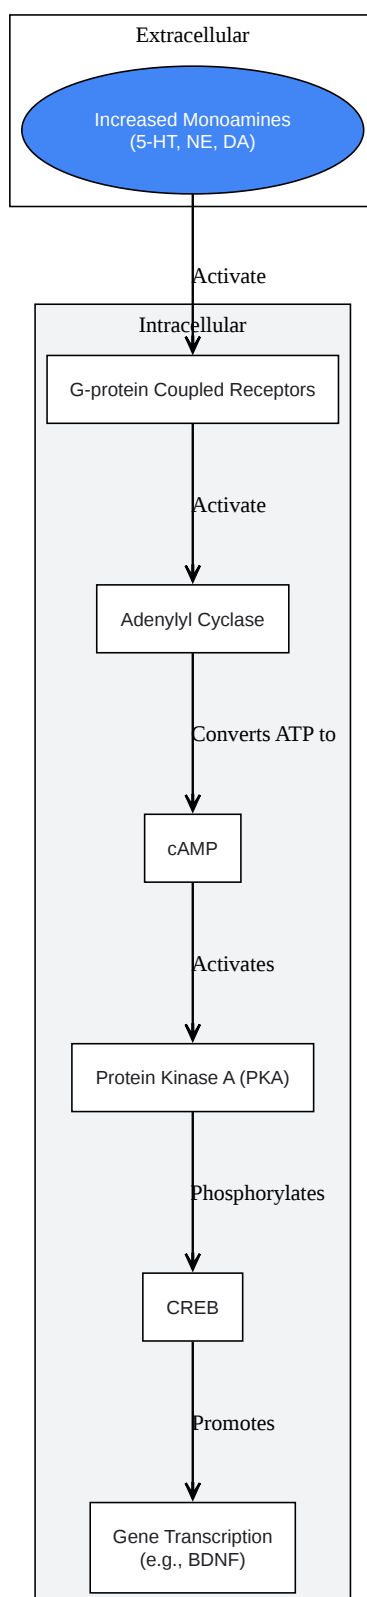 Extracellular
Increased Monoamines
(5-HT, NE, DA)
Activate
Intracellular
G-protein Coupled Receptors
Activate
Adenylyl Cyclase
Converts ATP to
cAMP
Activates
Protein Kinase A (PKA)
Phosphorylates
CREB
Promotes
Gene Transcription
(e.g., BDNF)